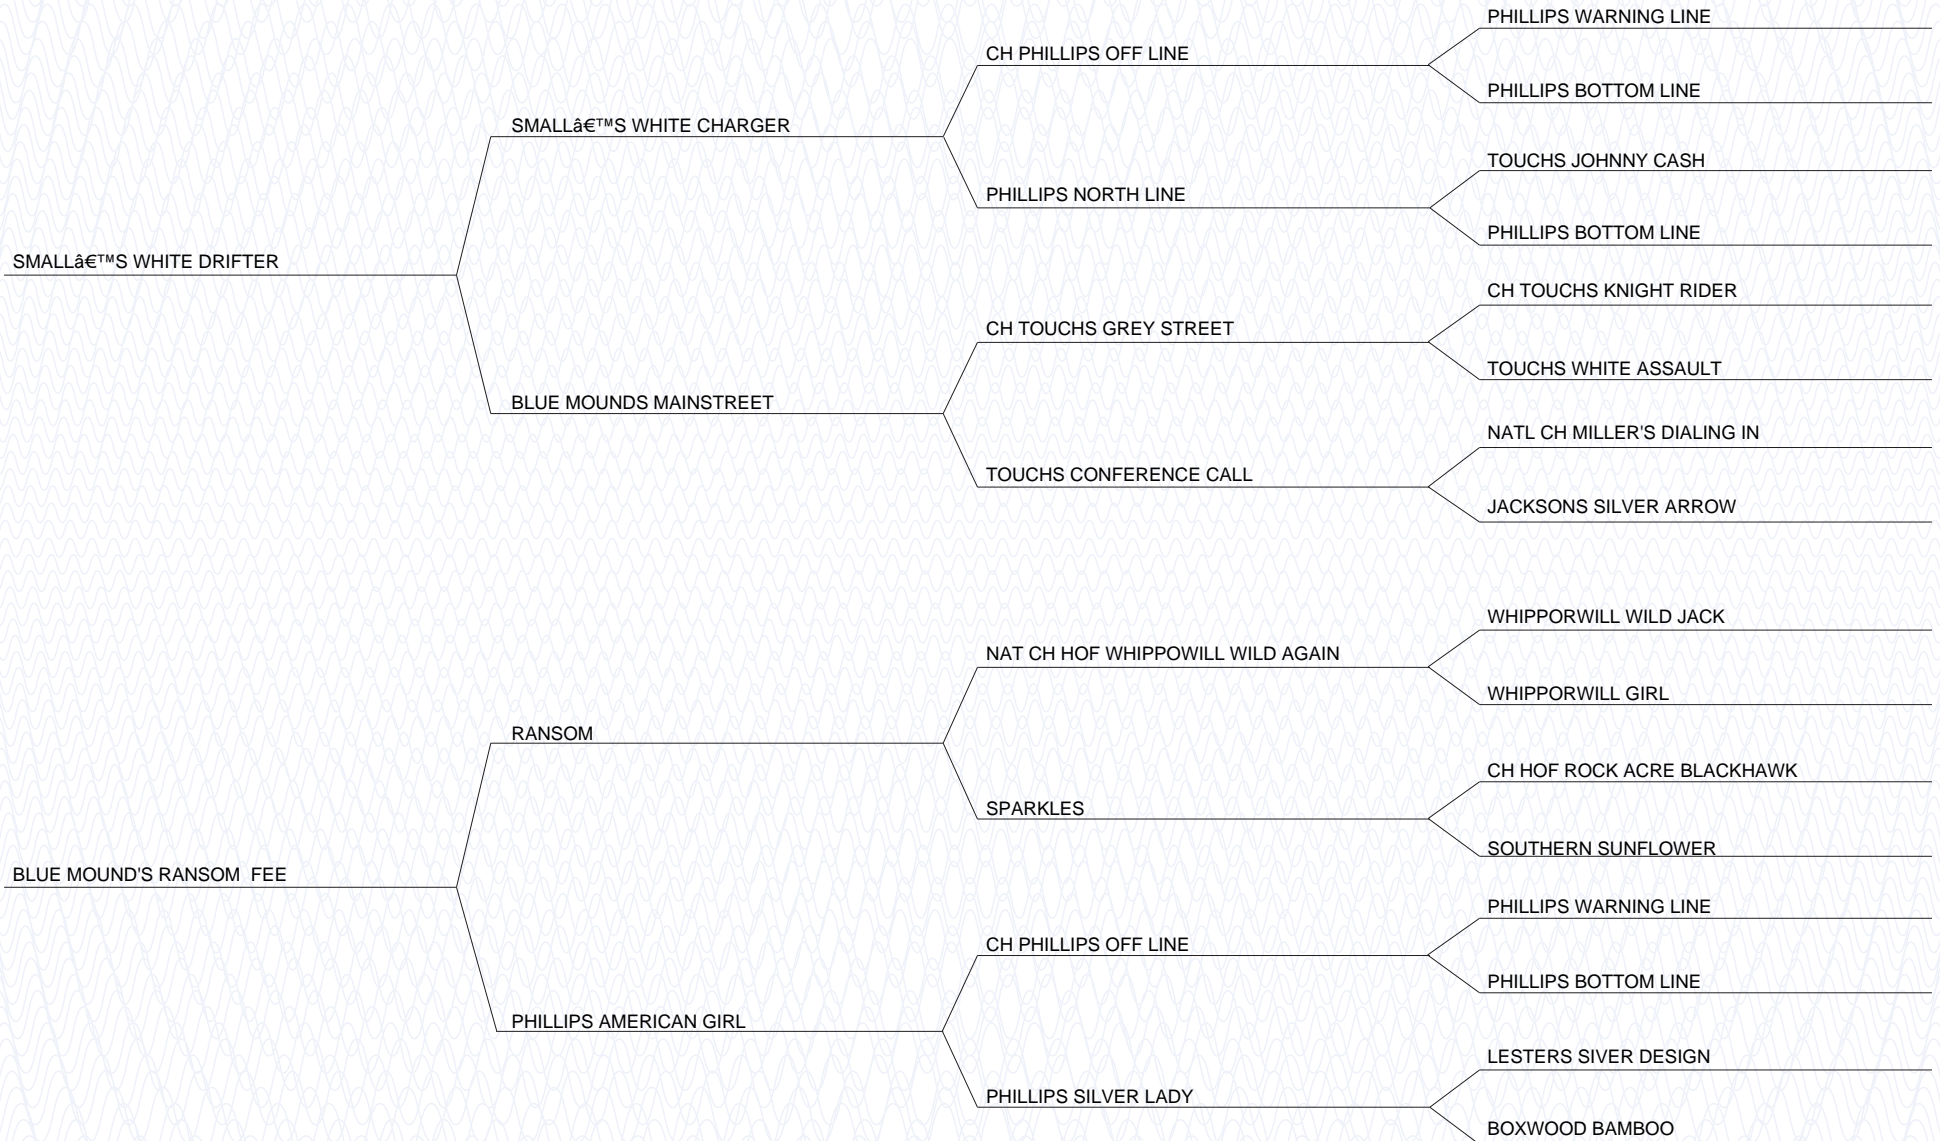 PHILLIPS WARNING LINE
CH PHILLIPS OFF LINE
PHILLIPS BOTTOM LINE
SMALLâ€™S WHITE CHARGER
TOUCHS JOHNNY CASH
PHILLIPS NORTH LINE
PHILLIPS BOTTOM LINE
SMALLâ€™S WHITE DRIFTER
CH TOUCHS KNIGHT RIDER
CH TOUCHS GREY STREET
TOUCHS WHITE ASSAULT
BLUE MOUNDS MAINSTREET
NATL CH MILLER'S DIALING IN
TOUCHS CONFERENCE CALL
JACKSONS SILVER ARROW
WHIPPORWILL WILD JACK
NAT CH HOF WHIPPOWILL WILD AGAIN
WHIPPORWILL GIRL
RANSOM
CH HOF ROCK ACRE BLACKHAWK
SPARKLES
SOUTHERN SUNFLOWER
BLUE MOUND'S RANSOM  FEE
PHILLIPS WARNING LINE
CH PHILLIPS OFF LINE
PHILLIPS BOTTOM LINE
PHILLIPS AMERICAN GIRL
LESTERS SIVER DESIGN
PHILLIPS SILVER LADY
BOXWOOD BAMBOO